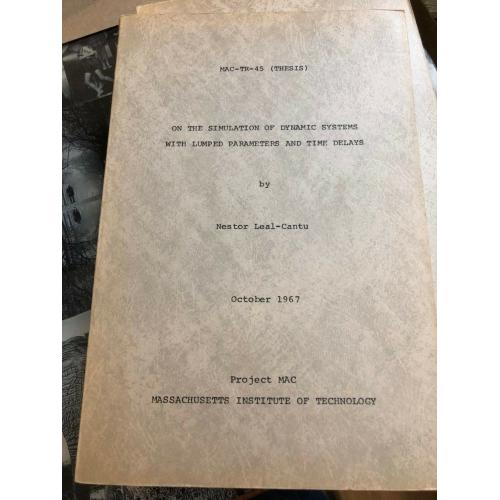 MAC-TR-45 (THESIS)
ON THE SIMULATION OF DYNAMIC SYSTEMS
WITH LUMPED PARAMETERS AND TIME DELAYS
by
Nestor Leal-Cantu
October 1967
Project MAC
MASSACHUSETTS INSTITUTE OF TECHNOLOGY